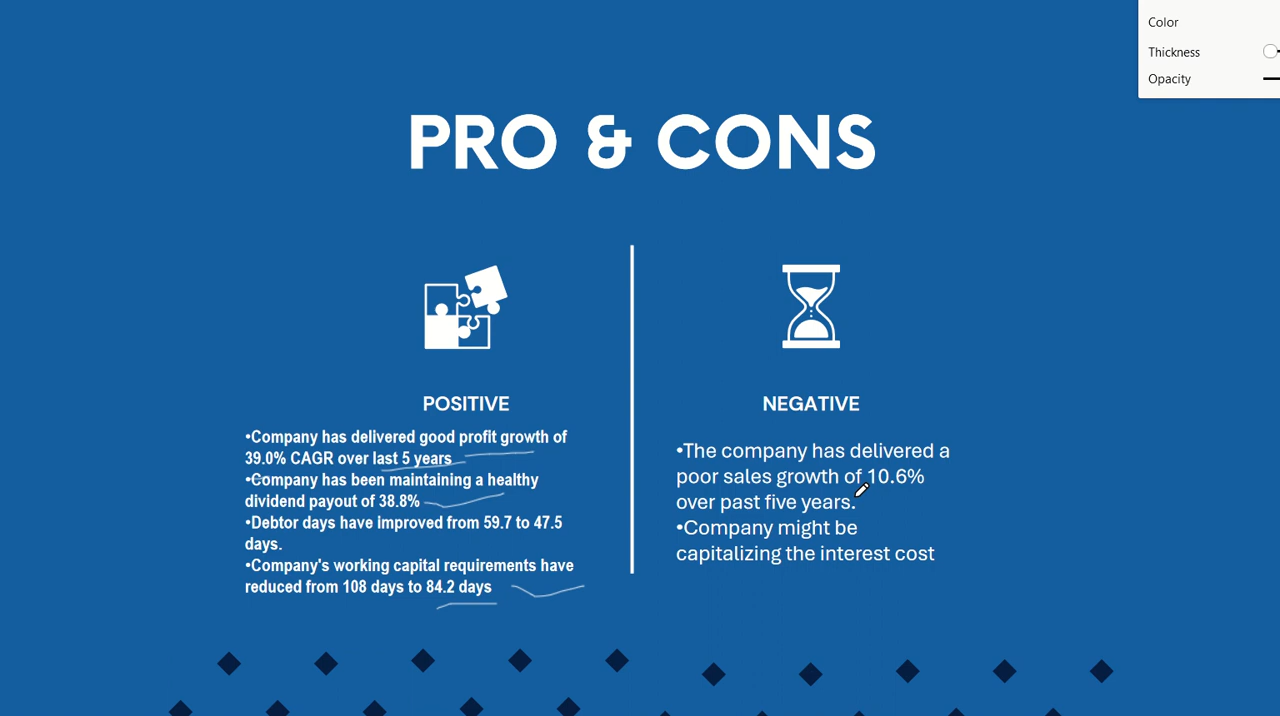 Color
Thickness
Opacity
PRO & CONS
POSITIVE
•Company has delivered good profit growth of
39.0% CAGR over last 5 years
•Company has been maintaining a healthy
dividend payout of 38.8%
•Debtor days have improved from 59.7 to 47.5
days.
•Company's working capital requirements have
reduced from 108 days to 84.2 days
NEGATIVE
•The company has delivered a
poor sales growth of 10.6%
over past five years.
•Company might be
capitalizing the interest cost